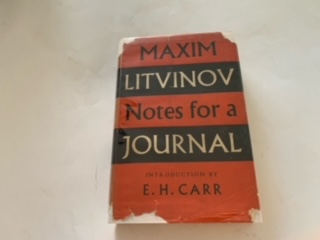 MAXIM
LITVINOV
Notes for a
JOURNAL
INTRODUCTION BY
E. H. CARR